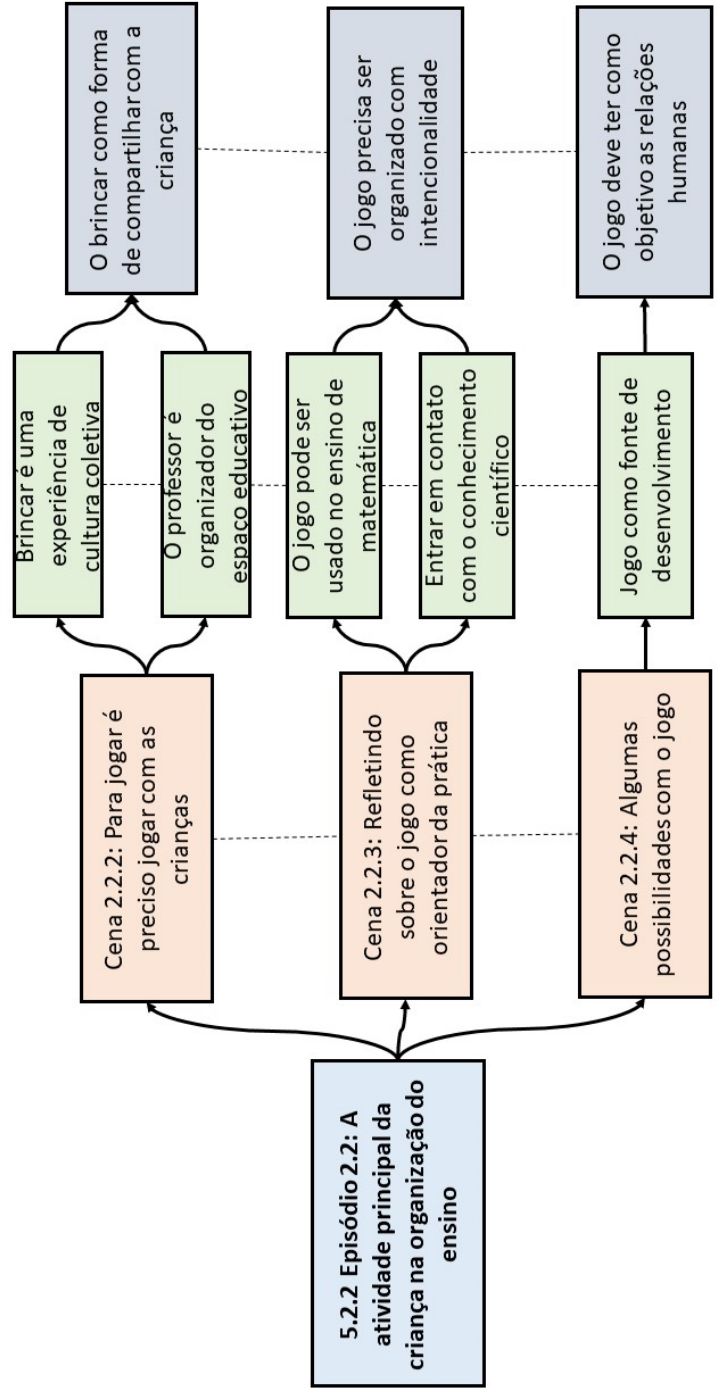 5.2.2 Episódio 2.2: A
atividade principal da
criança na organização do
ensino
Cena 2.2.2: Para jogar é
preciso jogar com as
crianças
Cena 2.2.3: Refletindo
sobre o jogo como
orientador da prática
Cena 2.2.4: Algumas
possibilidades com o jogo
Brincar é uma
experiência de
cultura coletiva
O professor é
organizador do
espaço educativo
O jogo pode ser
usado no ensino de
matemática
Entrar em contato
com o conhecimento
científico
Jogo como fonte de
desenvolvimento
O brincar como forma
de compartilhar com a
criança
O jogo precisa ser
organizado com
intencionalidade
O jogo deve ter como
objetivo as relações
humanas